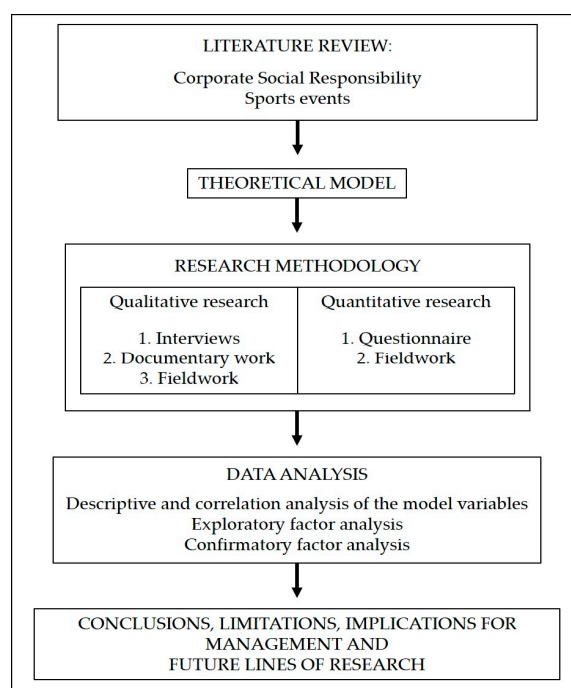 LITERATURE REVIEW:
Corporate Social Responsibility
Sports events
THEORETICAL MODEL
RESEARCH METHODOLOGY
Qualitative research
1. Interviews
2. Documentary work
3. Fieldwork
Quantitative research
1. Questionnaire
2. Fieldwork
DATA ANALYSIS
Descriptive and correlation analysis of the model variables
Exploratory factor analysis
Confirmatory factor analysis
CONCLUSIONS, LIMITATIONS, IMPLICATIONS FOR
MANAGEMENT AND
FUTURE LINES OF RESEARCH